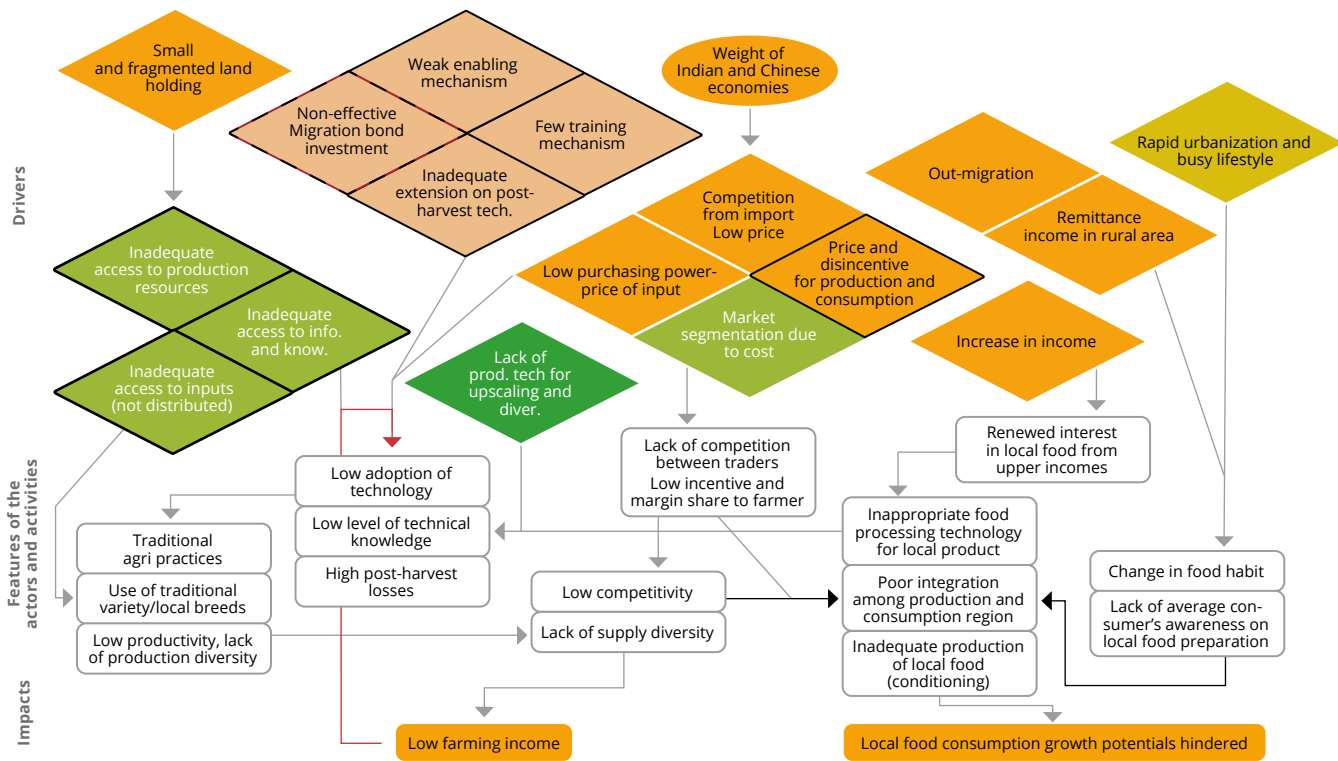 Drivers
Small
and fragmented land
holding
Weak enabling
mechanism
Non-effective
Migration bond
investment
Few training
mechanism
Inadequate
extension on post-
harvest tech.
Weight of
Indian and Chinese
economies
Rapid urbanization and
busy lifestyle
Out-migration
Remittance
income in rural area
Competition
from import
Low price
Low purchasing power-
price of input
Price and
disincentive
for production and
consumption
Market
segmentation due
to cost
Inadequate
access to production
resources
Inadequate
access to info.
and know.
Inadequate
access to inputs
(not distributed)
Lack of
prod. tech for
upscaling and
diver.
Increase in income
Features of the
actors and activities
Lack of competition
between traders
Low incentive and
margin share to farmer
Renewed interest
in local food from
upper incomes
Low adoption of
technology
Low level of technical
knowledge
High post-harvest
losses
Traditional
agri practices
Use of traditional
variety/local breeds
Low productivity, lack
of production diversity
Low competitivity
Lack of supply diversity
Inappropriate food
processing technology
for local product
Poor integration
among production and
consumption region
Inadequate production
of local food
(conditioning)
Change in food habit
Lack of average con-
sumer's awareness on
local food preparation
Impacts
Low farming income
Local food consumption growth potentials hindered